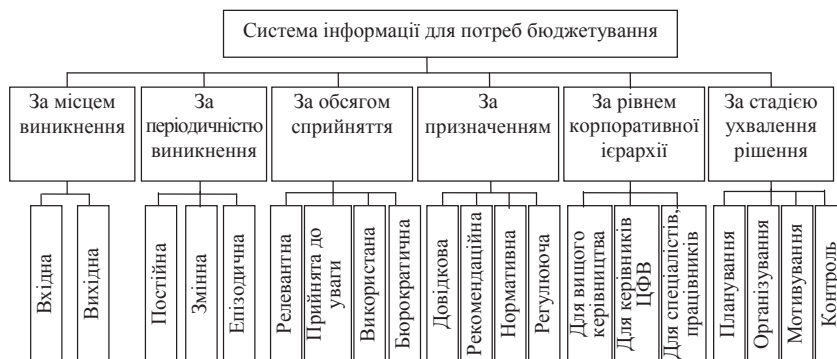 Система інформації для потреб бюджетування
За місцем
виникнення
За
періодичністю
виникнення
За обсягом
сприйняття
За
призначенням
За рівнем
корпоративної
ієрархії
За стадією
ухвалення
рішення
Вхідна
Вихідна
Постійна
Змінна
Епізодична
Релевантна
Прийнята до
уваги
Використана
Бюрократична
Довідкова
Рекомендаційна
Нормативна
Регулююча
Для вищого
керівництва
Для керівників
ЦФВ
Для спеціалістів,
працівників
Планування
Організування
Мотивування
Контроль